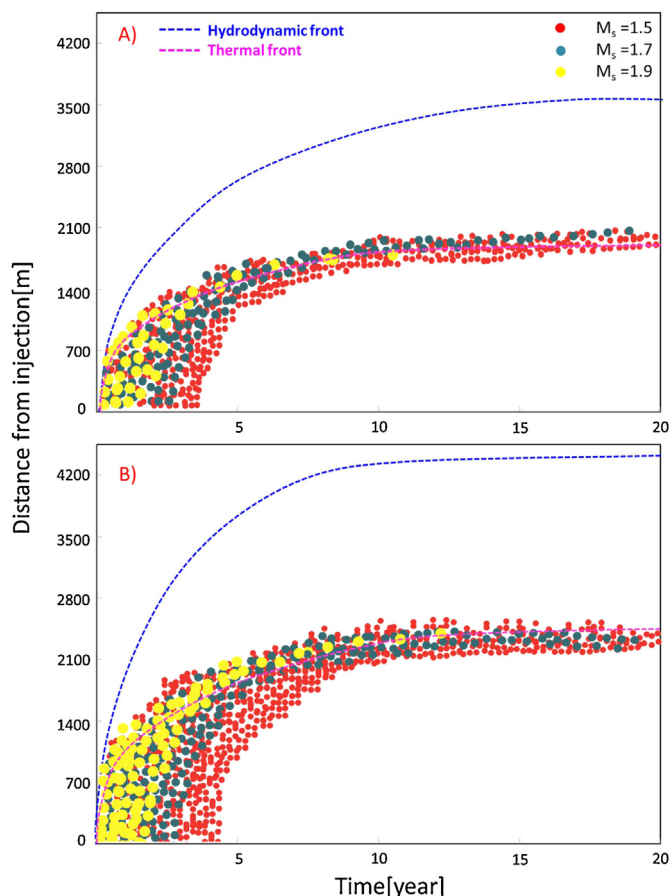 A)
Hydrodynamic front
Thermal front
Mₛ =1.5
Mₛ =1.7
Mₛ =1.9
4200
3500
2800
2100
1400
700
0
5
10
15
20
Distance from injection[m]
B)
4200
3500
2800
2100
1400
700
0
5
10
15
20
Time[year]